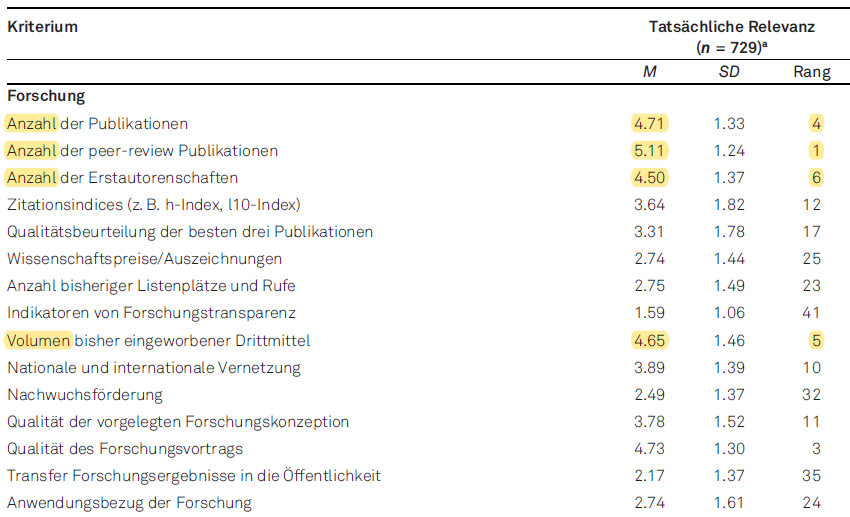 Kriterium Tatsächliche Relevanz
(n = 729)ª
M SD Rang
Forschung
Anzahl der Publikationen 4.71 1.33 4
Anzahl der peer-review Publikationen 5.11 1.24 1
Anzahl der Erstautorenschaften 4.50 1.37 6
Zitationsindices (z. B. h-Index, I10-Index) 3.64 1.82 12
Qualitätsbeurteilung der besten drei Publikationen 3.31 1.78 17
Wissenschaftspreise/Auszeichnungen 2.74 1.44 25
Anzahl bisheriger Listenplätze und Rufe 2.75 1.49 23
Indikatoren von Forschungstransparenz 1.59 1.06 41
Volumen bisher eingeworbener Drittmittel 4.65 1.46 5
Nationale und internationale Vernetzung 3.89 1.39 10
Nachwuchsförderung 2.49 1.37 32
Qualität der vorgelegten Forschungskonzeption 3.78 1.52 11
Qualität des Forschungsvortrags 4.73 1.30 3
Transfer Forschungsergebnisse in die Öffentlichkeit 2.17 1.37 35
Anwendungsbezug der Forschung 2.74 1.61 24